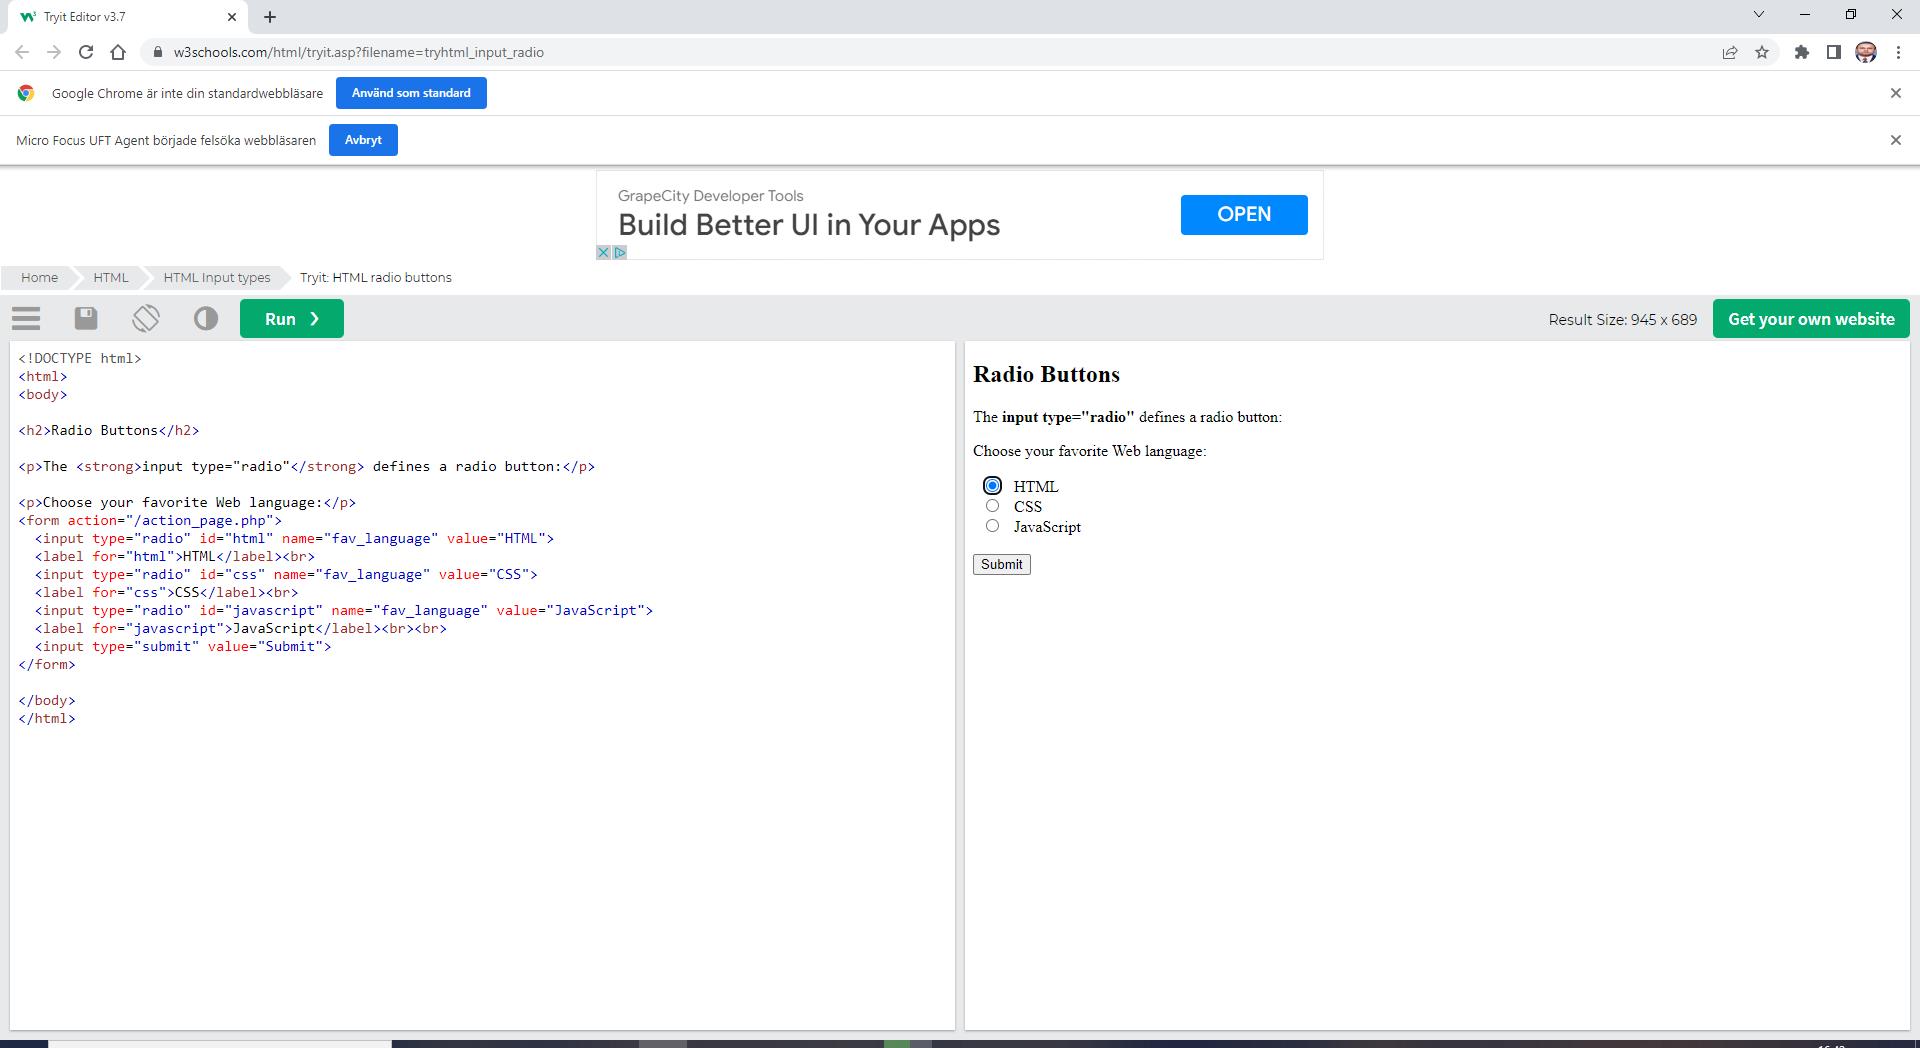 Tryit Editor v3.7
w3schools.com/html/tryit.asp?filename=tryhtml_input_radio
Google Chrome är inte din standardwebbläsare
Använd som standard
Micro Focus UFT Agent började felsöka webbläsaren
Avbryt
GrapeCity Developer Tools
Build Better UI in Your Apps
OPEN
Home
HTML
HTML Input types
Tryit: HTML radio buttons
Run ❯
Result Size: 945 x 689
Get your own website
<!DOCTYPE html>
<html>
<body>
<h2>Radio Buttons</h2>
<p>The <strong>input type="radio"</strong> defines a radio button:</p>
<p>Choose your favorite Web language:</p>
<form action="/action_page.php">
  <input type="radio" id="html" name="fav_language" value="HTML">
  <label for="html">HTML</label><br>
  <input type="radio" id="css" name="fav_language" value="CSS">
  <label for="css">CSS</label><br>
  <input type="radio" id="javascript" name="fav_language" value="JavaScript">
  <label for="javascript">JavaScript</label><br><br>
  <input type="submit" value="Submit">
</form>
</body>
</html>
Radio Buttons
The input type="radio" defines a radio button:
Choose your favorite Web language:
HTML
CSS
JavaScript
Submit